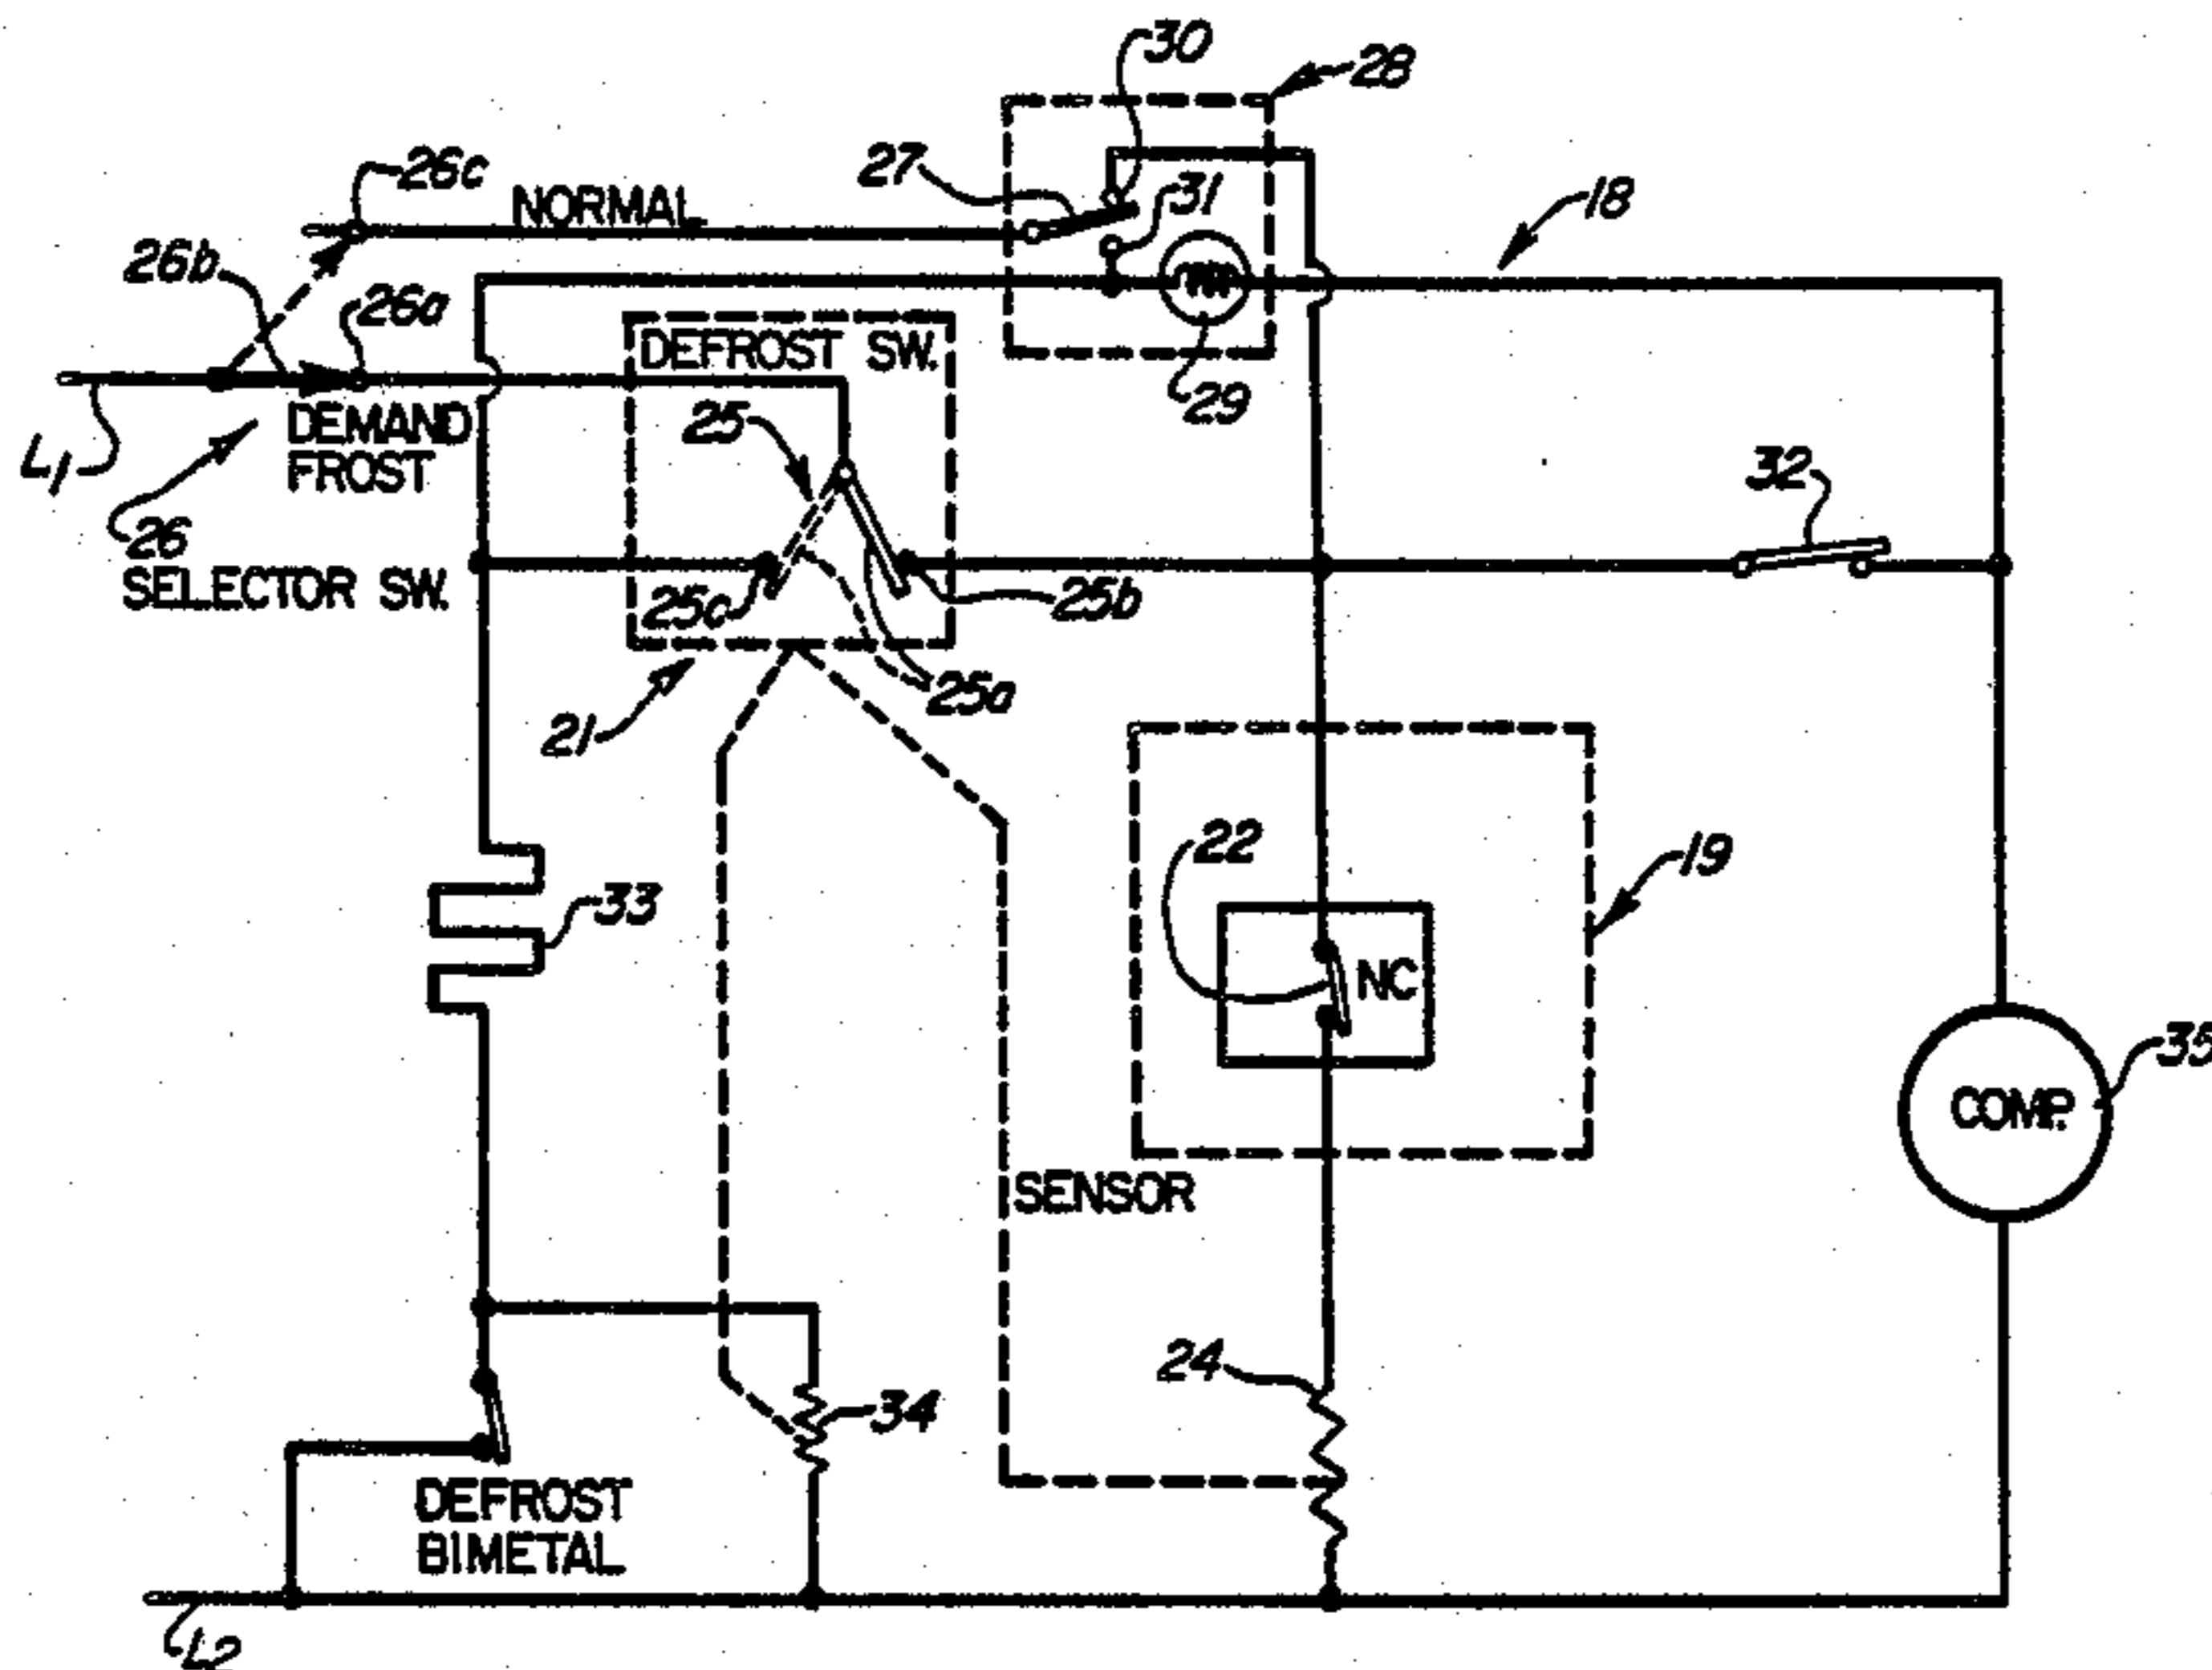 30
28
26c
NORMAL
27
31
18
26b
26a
DEFROST SW.
29
L1
DEMAND
FROST
25
32
26
SELECTOR SW.
25c
25b
25a
21
22
19
33
NC
35
COMP.
SENSOR
24
34
DEFROST
BIMETAL
L2